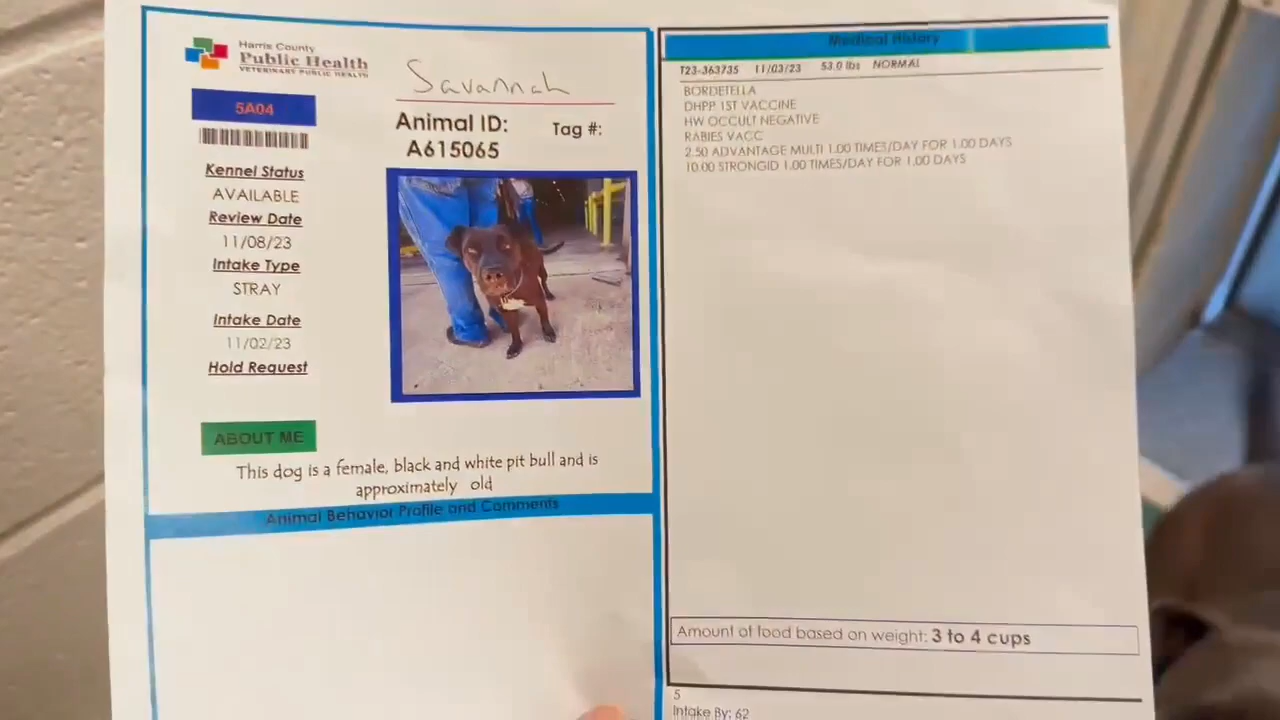 Harris County
Public Health
VETERINARY PUBLIC HEALTH
Savannah
5A04
Animal ID: Tag #:
A615065
Kennel Status
AVAILABLE
Review Date
11/08/23
Intake Type
STRAY
Intake Date
11/02/23
Hold Request
ABOUT ME
This dog is a female, black and white pit bull and is
approximately old
Animal Behavior Profile and Comments
Medical History
T23-363735 11/03/23 53.0 lbs NORMAL
BORDETELLA
DHPP 1ST VACCINE
HW OCCULT NEGATIVE
RABIES VACC
2.50 ADVANTAGE MULTI 1.00 TIMES/DAY FOR 1.00 DAYS
10.00 STRONGID 1.00 TIMES/DAY FOR 1.00 DAYS
Amount of food based on weight: 3 to 4 cups
5
Intake By: 62